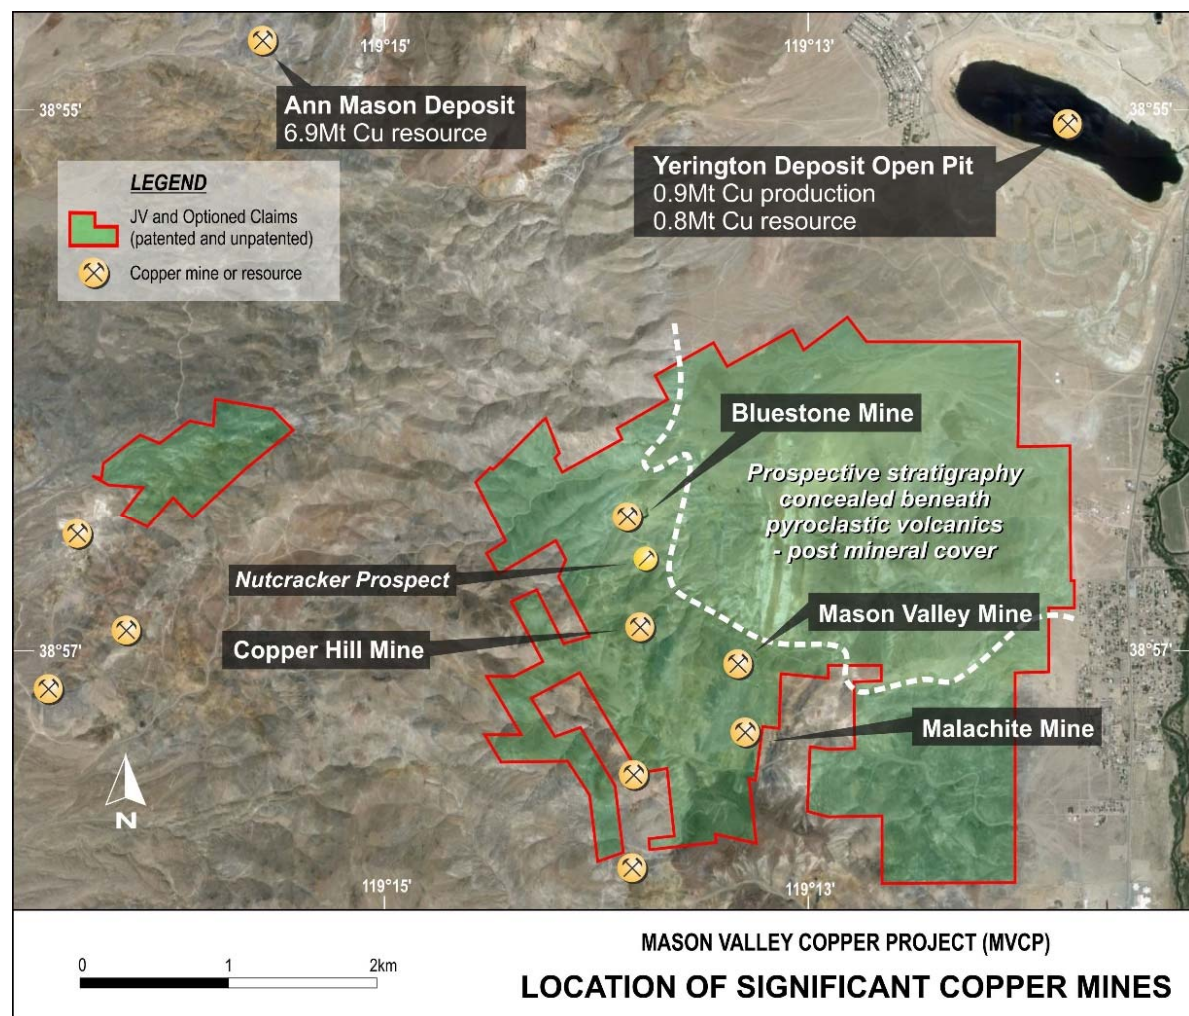 119°15'
119°13'
38°55'
38°55'
Ann Mason Deposit
6.9Mt Cu resource
Yerington Deposit Open Pit
0.9Mt Cu production
0.8Mt Cu resource
LEGEND
JV and Optioned Claims
(patented and unpatented)
Copper mine or resource
Bluestone Mine
Prospective stratigraphy
concealed beneath
pyroclastic volcanics
- post mineral cover
Nutcracker Prospect
Mason Valley Mine
Copper Hill Mine
38°57'
38°57'
Malachite Mine
N
119°15'
119°13'
0 1 2km
MASON VALLEY COPPER PROJECT (MVCP)
LOCATION OF SIGNIFICANT COPPER MINES